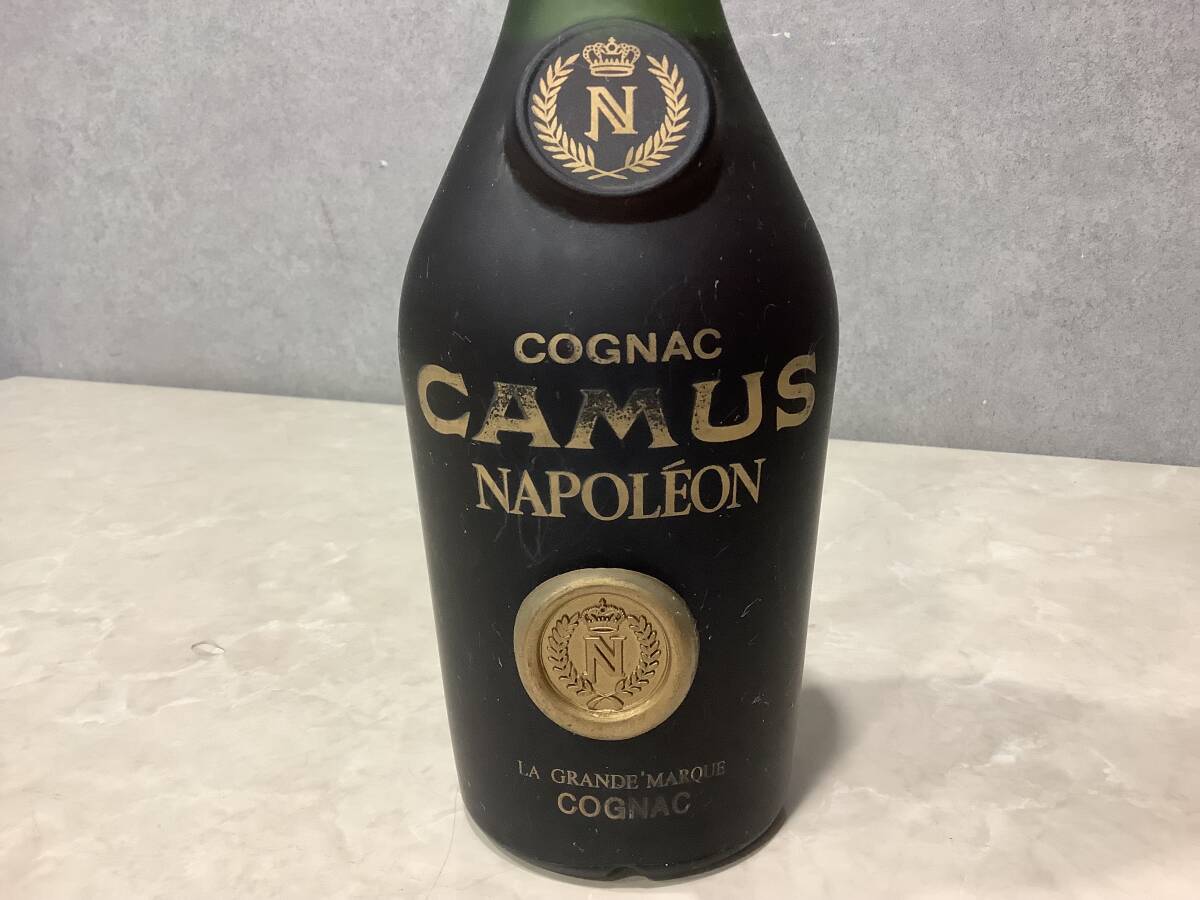 N
COGNAC
CAMUS
NAPOLÉON
N
LA GRANDE MARQUE
COGNAC